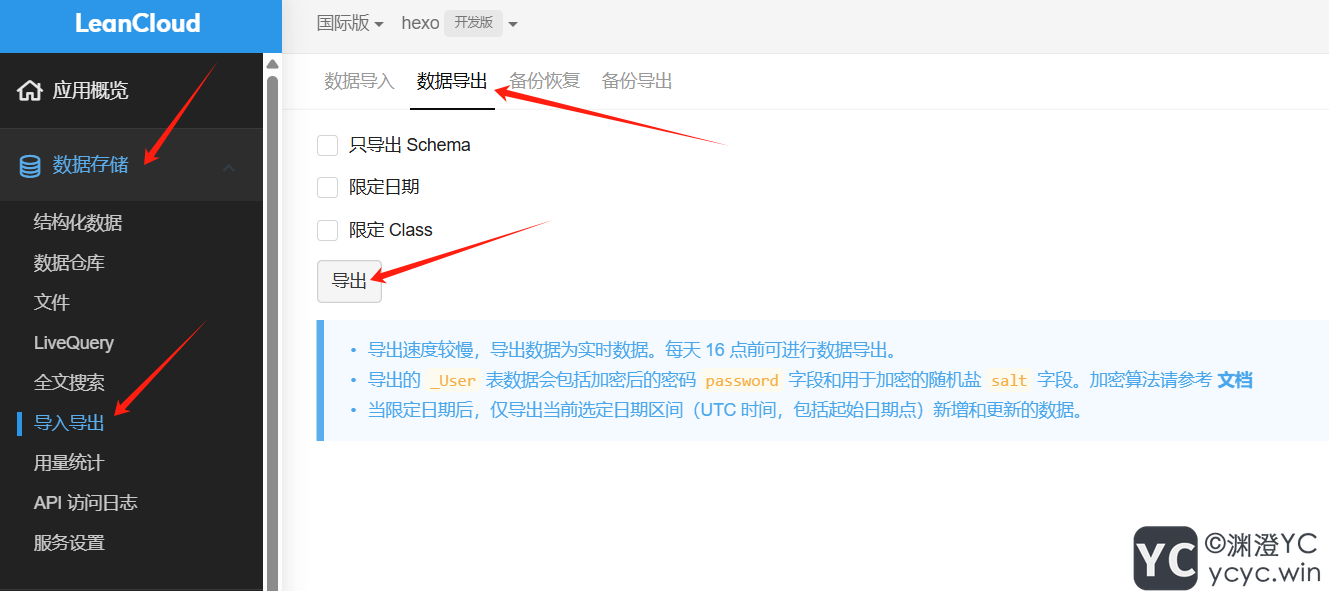 LeanCloud
国际版 hexo 开发版
应用概览
数据存储
结构化数据
数据仓库
文件
LiveQuery
全文搜索
导入导出
用量统计
API 访问日志
服务设置
数据导入 数据导出 备份恢复 备份导出
只导出 Schema
限定日期
限定 Class
导出
• 导出速度较慢，导出数据为实时数据。每天 16 点前可进行数据导出。
• 导出的 _User 表数据会包括加密后的密码 password 字段和用于加密的随机盐 salt 字段。加密算法请参考 文档
• 当限定日期后，仅导出当前选定日期区间（UTC 时间，包括起始日期点）新增和更新的数据。
YC ©渊澄YC
ycyc.win